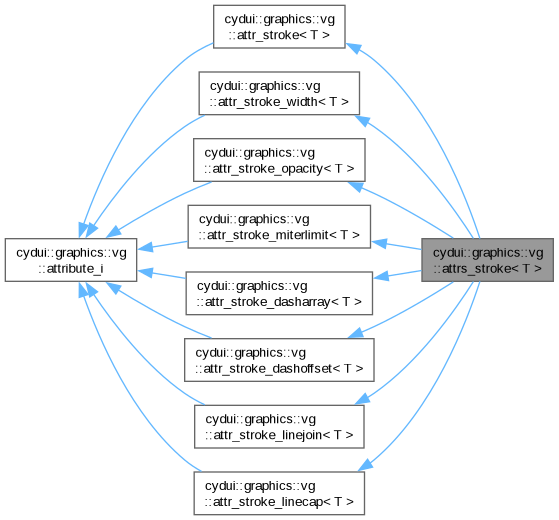 cydui::graphics::vg
::attr_stroke< T >
cydui::graphics::vg
::attr_stroke_width< T >
cydui::graphics::vg
::attr_stroke_opacity< T >
cydui::graphics::vg
::attr_stroke_miterlimit< T >
cydui::graphics::vg
::attribute_i
cydui::graphics::vg
::attrs_stroke< T >
cydui::graphics::vg
::attr_stroke_dasharray< T >
cydui::graphics::vg
::attr_stroke_dashoffset< T >
cydui::graphics::vg
::attr_stroke_linejoin< T >
cydui::graphics::vg
::attr_stroke_linecap< T >